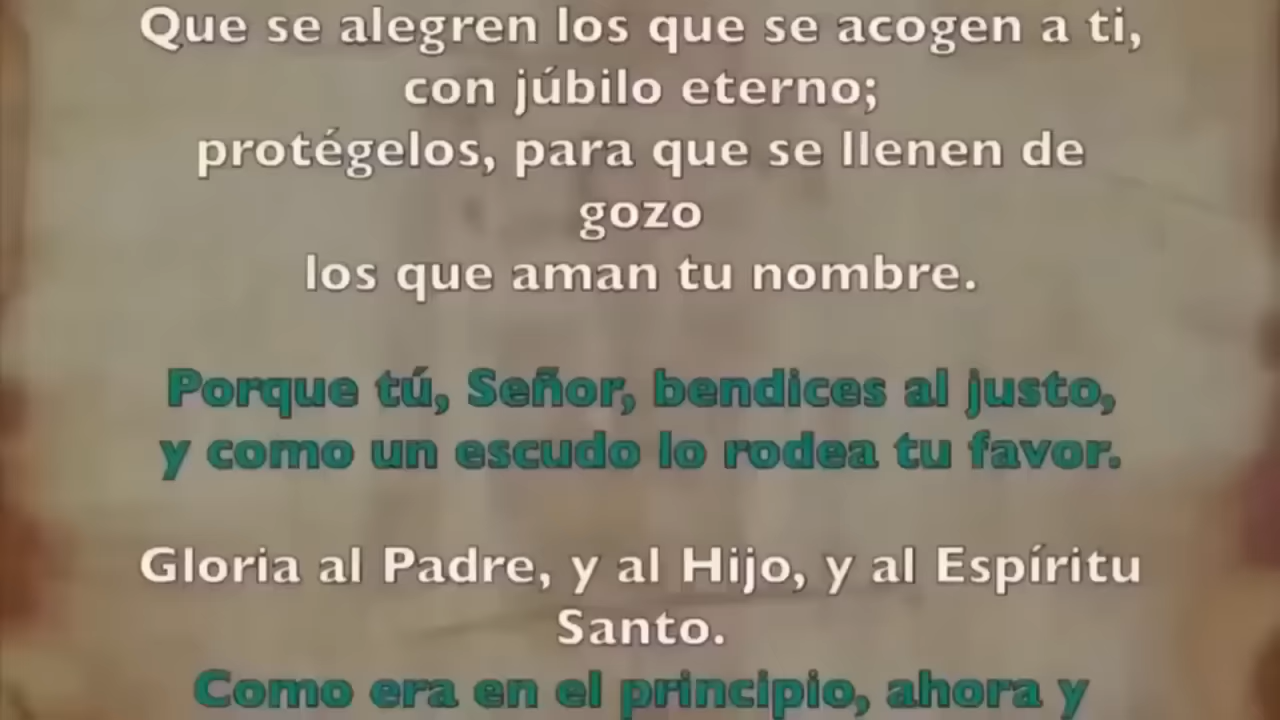 Que se alegren los que se acogen a ti,
con júbilo eterno;
protégelos, para que se llenen de
gozo
los que aman tu nombre.
Porque tú, Señor, bendices al justo,
y como un escudo lo rodea tu favor.
Gloria al Padre, y al Hijo, y al Espíritu
Santo.
Como era en el principio, ahora y